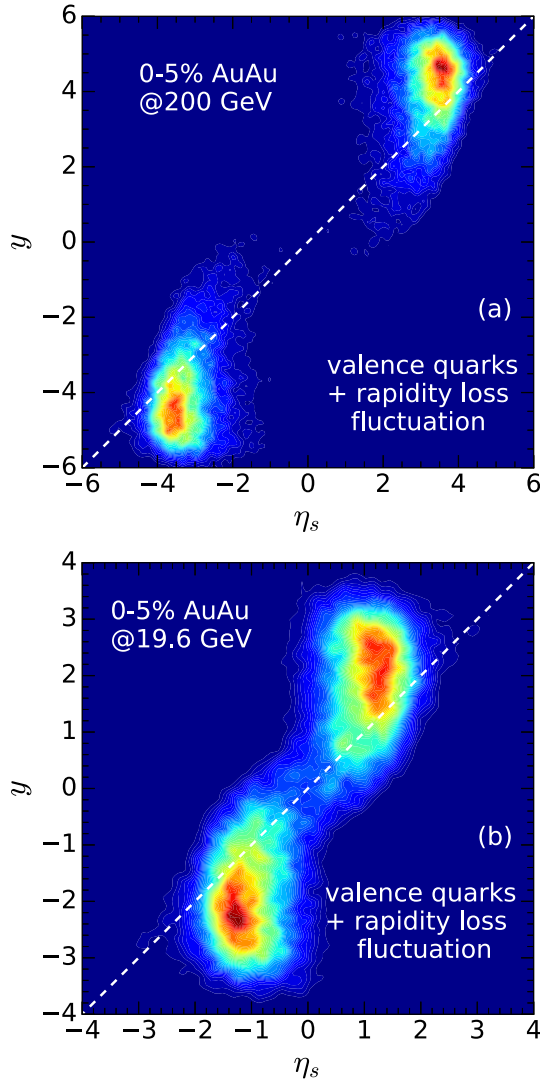 6
4
2
0
−2
−4
−6
y
0-5% AuAu
@200 GeV
(a)
valence quarks
+ rapidity loss
fluctuation
−6 −4 −2 0 2 4 6
η_s
4
3
2
1
0
−1
−2
−3
−4
y
0-5% AuAu
@19.6 GeV
(b)
valence quarks
+ rapidity loss
fluctuation
−4 −3 −2 −1 0 1 2 3 4
η_s